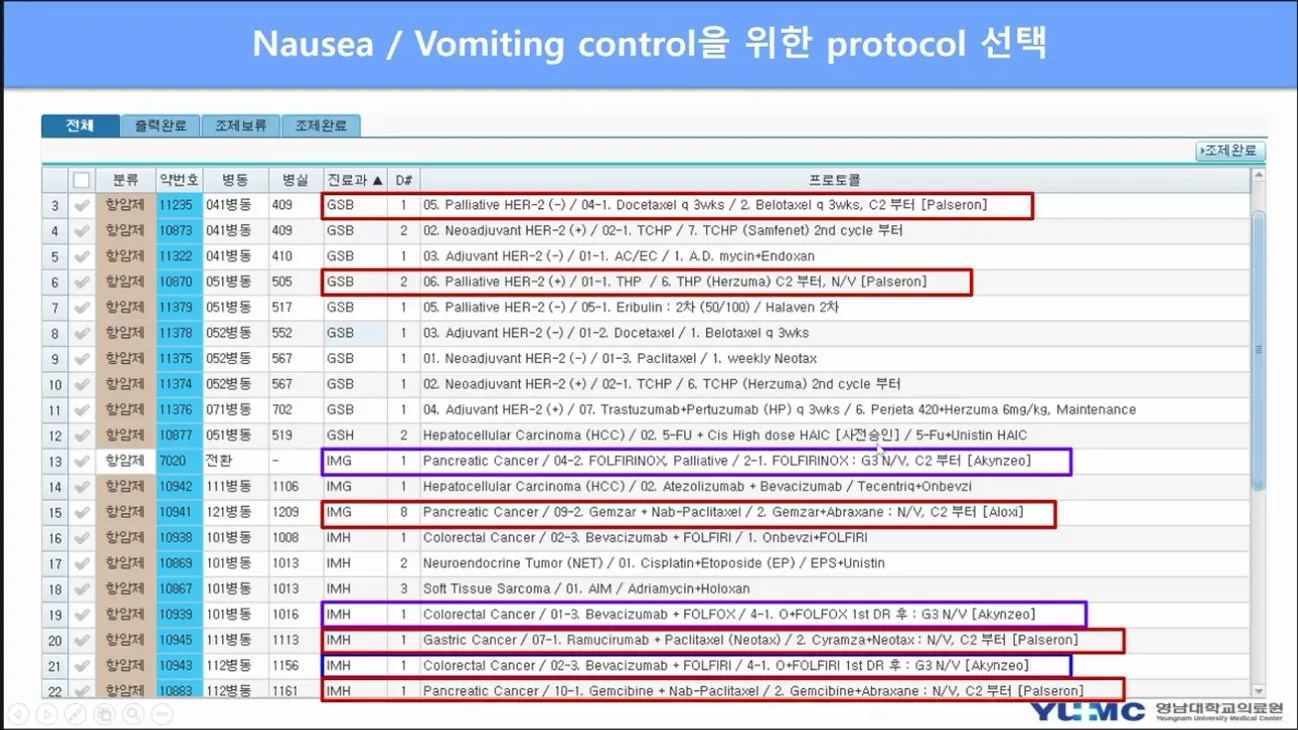 Nausea / Vomiting control을 위한 protocol 선택
전체 출력완료 조제보류 조제완료
조제완료
분류 약번호 병동 병실 진료과 ▲ D# 프로토콜
3 항암제 11235 041병동 409 GSB 1 05. Palliative HER-2 (-) / 04-1. Docetaxel q 3wks / 2. Belotaxel q 3wks, C2 부터 [Palseron]
4 항암제 10873 041병동 409 GSB 2 02. Neoadjuvant HER-2 (+) / 02-1. TCHP / 7. TCHP (Samfenet) 2nd cycle 부터
5 항암제 11322 041병동 410 GSB 1 03. Adjuvant HER-2 (-) / 01-1. AC/EC / 1. A.D. mycin+Endoxan
6 항암제 10870 051병동 505 GSB 2 06. Palliative HER-2 (+) / 01-1. THP / 6. THP (Herzuma) C2 부터, N/V [Palseron]
7 항암제 11379 051병동 517 GSB 1 05. Palliative HER-2 (-) / 05-1. Eribulin : 2차 (50/100) / Halaven 2차
8 항암제 11378 052병동 552 GSB 1 03. Adjuvant HER-2 (-) / 01-2. Docetaxel / 1. Belotaxel q 3wks
9 항암제 11375 052병동 567 GSB 1 01. Neoadjuvant HER-2 (-) / 01-3. Paclitaxel / 1. weekly Neotax
10 항암제 11374 052병동 567 GSB 1 02. Neoadjuvant HER-2 (+) / 02-1. TCHP / 6. TCHP (Herzuma) 2nd cycle 부터
11 항암제 11376 071병동 702 GSB 1 04. Adjuvant HER-2 (+) / 07. Trastuzumab+Pertuzumab (HP) q 3wks / 6. Perjeta 420+Herzuma 6mg/kg, Maintenance
12 항암제 10877 051병동 519 GSH 2 Hepatocellular Carcinoma (HCC) / 02. 5-FU + Cis High dose HAIC [사전승인] / 5-Fu+Unistin HAIC
13 항암제 7020 전환 - IMG 1 Pancreatic Cancer / 04-2. FOLFIRINOX, Palliative / 2-1. FOLFIRINOX : G3 N/V, C2 부터 [Akynzeo]
14 항암제 10942 111병동 1106 IMG 1 Hepatocellular Carcinoma (HCC) / 02. Atezolizumab + Bevacizumab / Tecentriq+Onbevzi
15 항암제 10941 121병동 1209 IMG 8 Pancreatic Cancer / 09-2. Gemzar + Nab-Paclitaxel / 2. Gemzar+Abraxane : N/V, C2 부터 [Aloxi]
16 항암제 10938 101병동 1008 IMH 1 Colorectal Cancer / 02-3. Bevacizumab + FOLFIRI / 1. Onbevzi+FOLFIRI
17 항암제 10869 101병동 1013 IMH 2 Neuroendocrine Tumor (NET) / 01. Cisplatin+Etoposide (EP) / EPS+Unistin
18 항암제 10867 101병동 1013 IMH 3 Soft Tissue Sarcoma / 01. AIM / Adriamycin+Holoxan
19 항암제 10939 101병동 1016 IMH 1 Colorectal Cancer / 01-3. Bevacizumab + FOLFOX / 4-1. O+FOLFOX 1st DR 후 : G3 N/V [Akynzeo]
20 항암제 10945 111병동 1113 IMH 1 Gastric Cancer / 07-1. Ramucirumab + Paclitaxel (Neotax) / 2. Cyramza+Neotax : N/V, C2 부터 [Palseron]
21 항암제 10943 112병동 1156 IMH 1 Colorectal Cancer / 02-3. Bevacizumab + FOLFIRI / 4-1. O+FOLFIRI 1st DR 후 : G3 N/V [Akynzeo]
22 항암제 10883 112병동 1161 IMH 1 Pancreatic Cancer / 10-1. Gemcibine + Nab-Paclitaxel / 2. Gemcibine+Abraxane : N/V, C2 부터 [Palseron]
YUMC 영남대학교의료원
Yeungnam University Medical Center